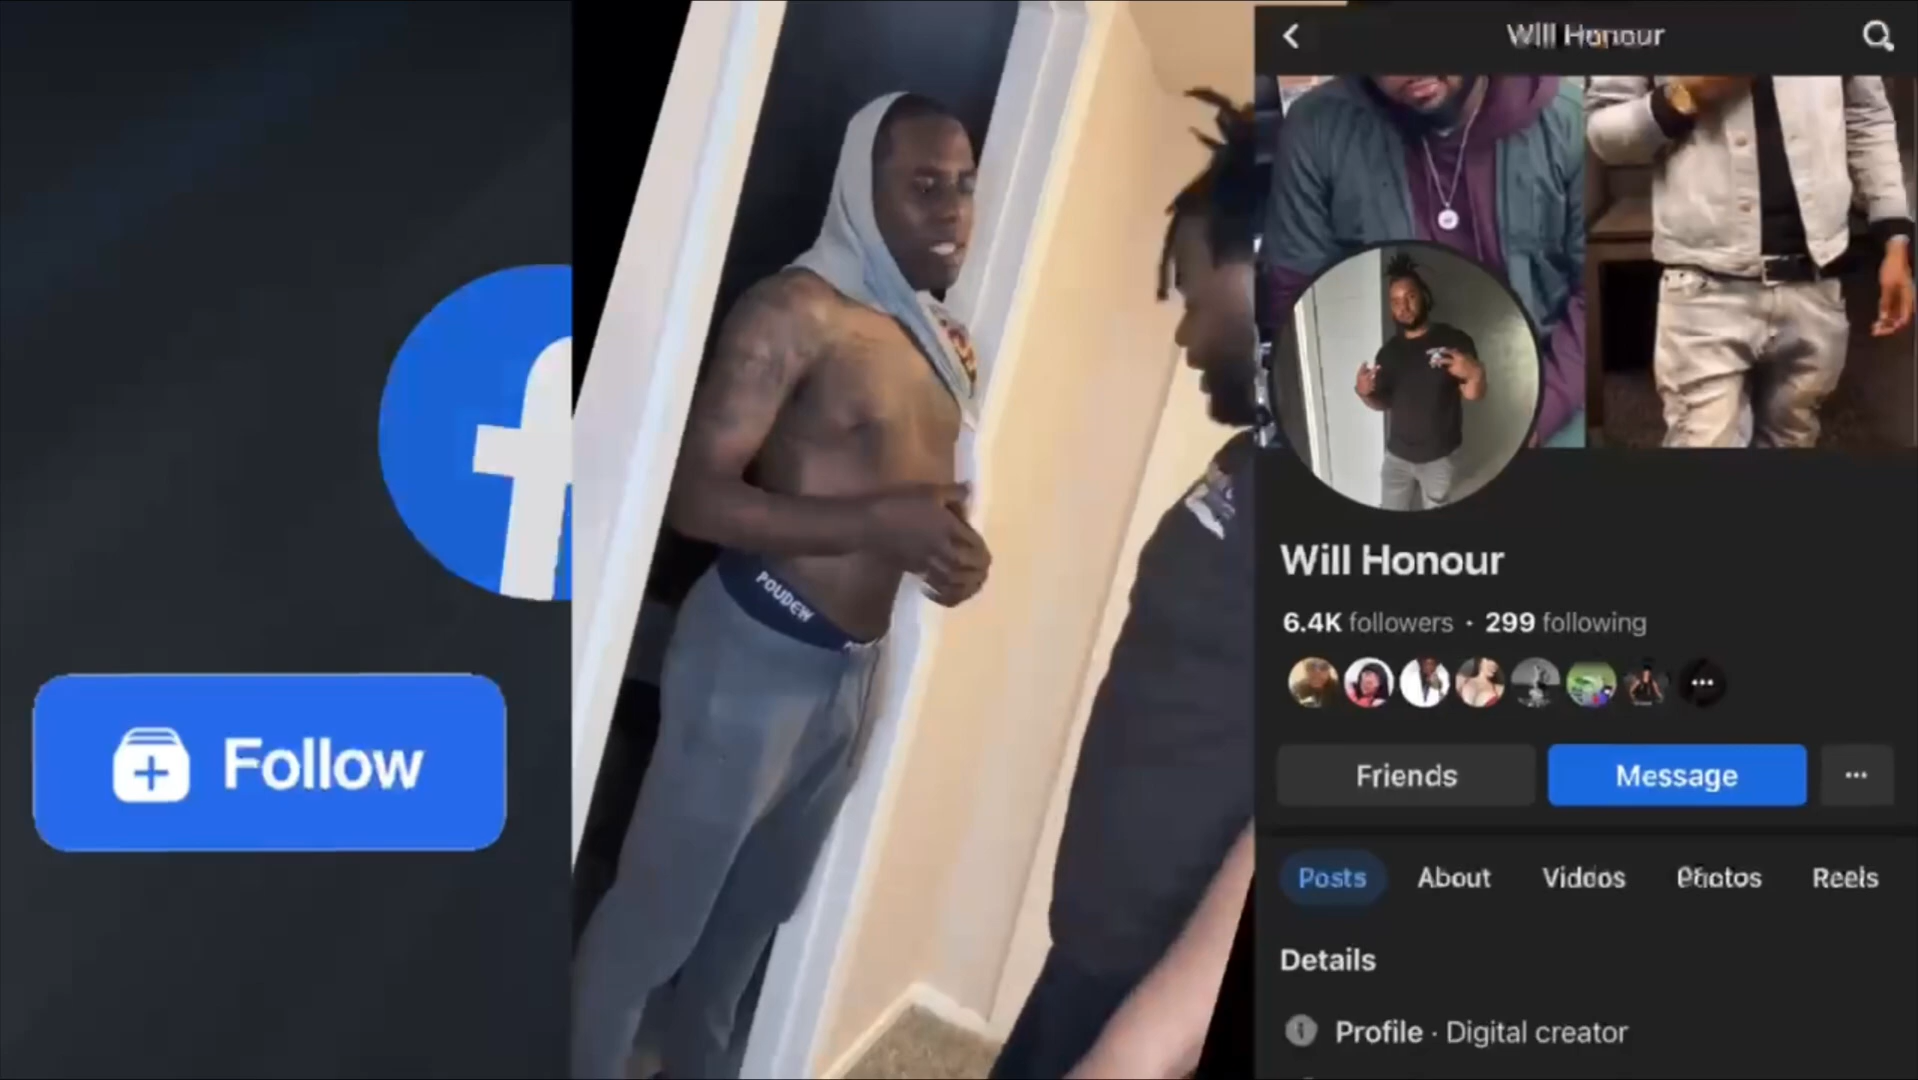 Follow
POUDEW
Will Honour
Will Honour
6.4K followers · 299 following
Friends
Message
Posts
About
Videos
Photos
Reels
Details
Profile · Digital creator